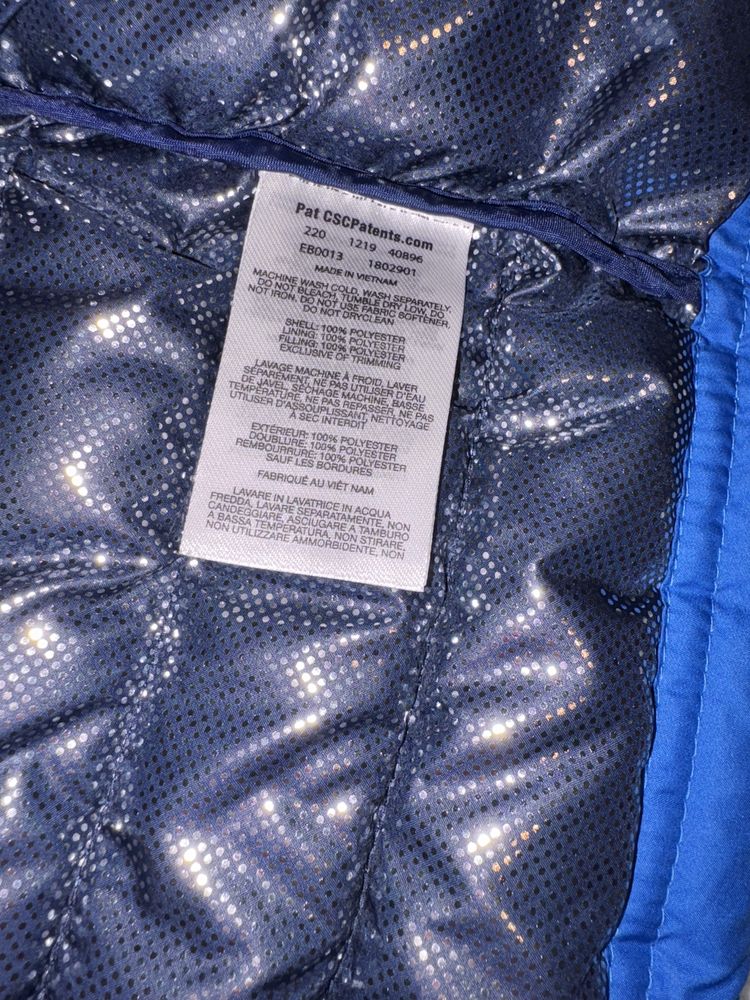 Pat CSCPatents.com
220 1219 40896
EB0013 1802901
MADE IN VIETNAM
MACHINE WASH COLD, WASH SEPARATELY,
DO NOT BLEACH, TUMBLE DRY LOW, DO
NOT IRON, DO NOT USE FABRIC SOFTENER,
DO NOT DRYCLEAN
SHELL: 100% POLYESTER
LINING: 100% POLYESTER
FILLING: 100% POLYESTER
EXCLUSIVE OF TRIMMING
LAVAGE MACHINE À FROID, LAVER
SÉPAREMENT, NE PAS UTILISER D'EAU
DE JAVEL, SÉCHAGE MACHINE, BASSE
TEMPÉRATURE, NE PAS REPASSER, NE PAS
UTILISER D'ASSOUPLISSANT, NETTOYAGE
À SEC INTERDIT
EXTÉRIEUR: 100% POLYESTER
DOUBLURE: 100% POLYESTER
REMBOURRURE: 100% POLYESTER
SAUF LES BORDURES
FABRIQUÉ AU VIÊT NAM
LAVARE IN LAVATRICE IN ACQUA
FREDDA, LAVARE SEPARATAMENTE, NON
CANDEGGIARE, ASCIUGARE A TAMBURO
A BASSA TEMPERATURA, NON STIRARE,
NON UTILIZZARE AMMORBIDENTE, NON